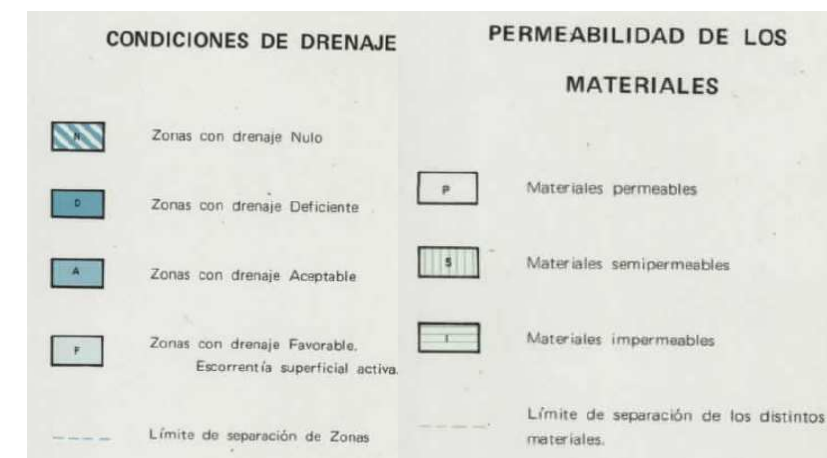 CONDICIONES DE DRENAJE
N
Zonas con drenaje Nulo
D
Zonas con drenaje Deficiente
A
Zonas con drenaje Aceptable
F
Zonas con drenaje Favorable.
Escorrentía superficial activa.
Límite de separación de Zonas
PERMEABILIDAD DE LOS
MATERIALES
P
Materiales permeables
S
Materiales semipermeables
I
Materiales impermeables
Límite de separación de los distintos
materiales.